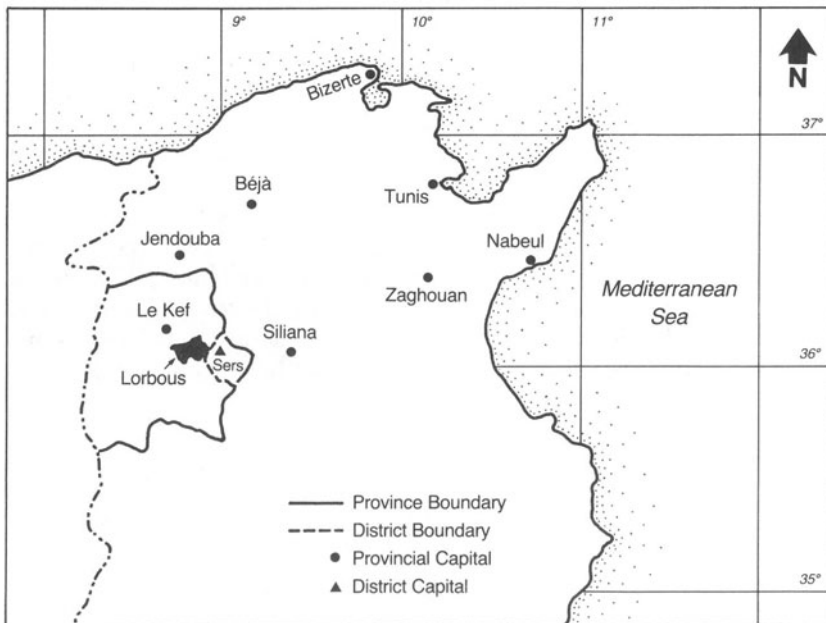 9°
10°
11°
N
Bizerte
37°
Béjà
Tunis
Jendouba
Nabeul
Zaghouan
Mediterranean
Sea
Le Kef
Siliana
Sers
36°
Lorbous
Province Boundary
District Boundary
Provincial Capital
District Capital
35°